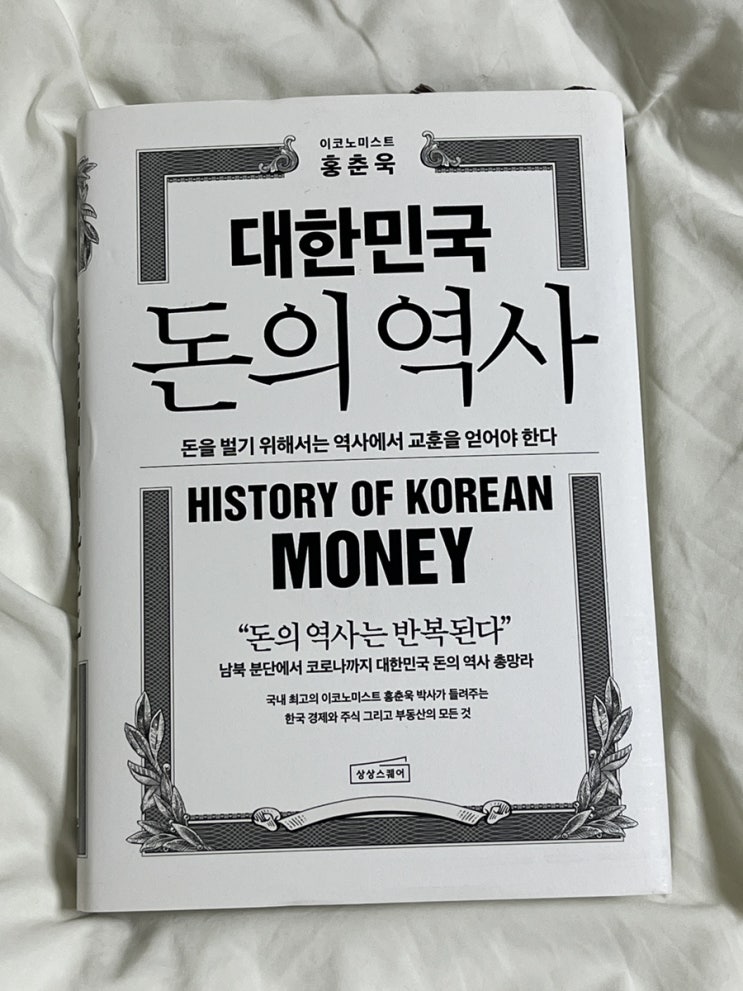 이코노미스트
홍춘욱
대한민국
돈의 역사
돈을 벌기 위해서는 역사에서 교훈을 얻어야 한다
HISTORY OF KOREAN
MONEY
“돈의 역사는 반복된다”
남북 분단에서 코로나까지 대한민국 돈의 역사 총망라
국내 최고의 이코노미스트 홍춘욱 박사가 들려주는
한국 경제와 주식 그리고 부동산의 모든 것
상상스퀘어